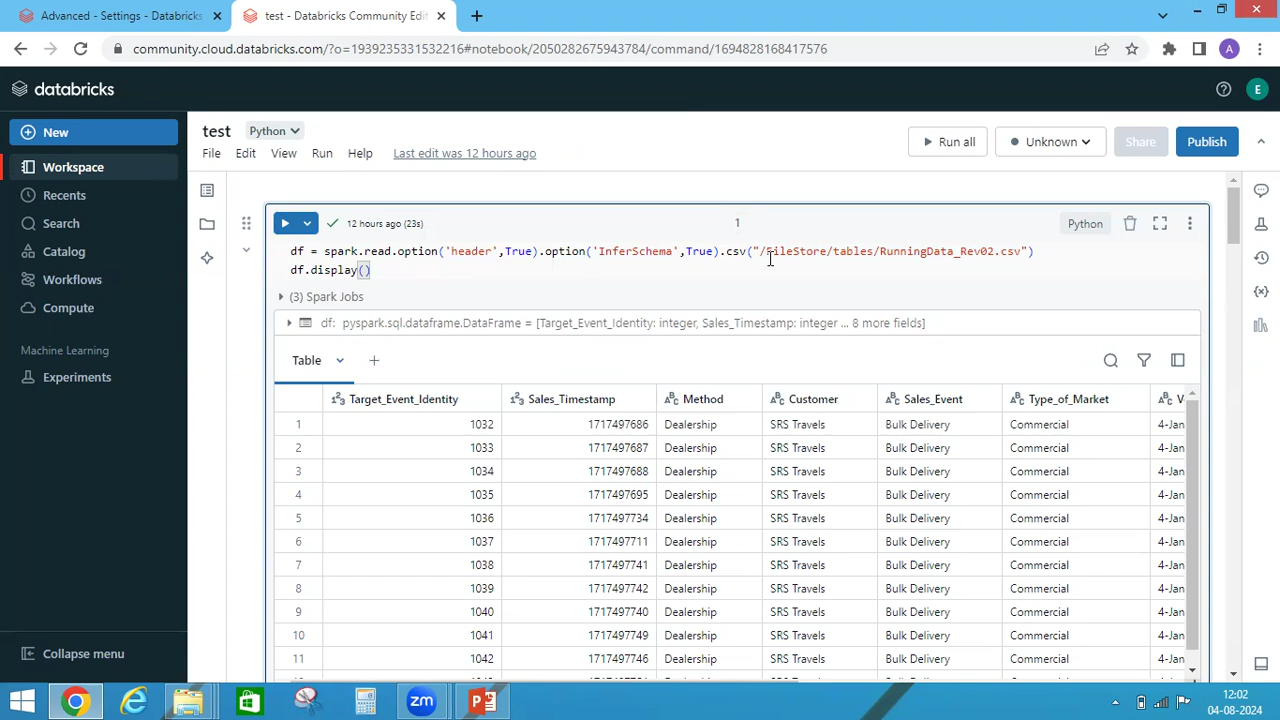 Advanced - Settings - Databricks
test - Databricks Community Edit
community.cloud.databricks.com/?o=1939235331532216#notebook/2050282675943784/command/1694828168417576
A
databricks
E
New
Workspace
Recents
Search
Catalog
Workflows
Compute
Machine Learning
Experiments
Collapse menu
test Python
File Edit View Run Help Last edit was 12 hours ago
Run all Unknown Share Publish
12 hours ago (23s) 1 Python
df = spark.read.option('header',True).option('InferSchema',True).csv("/FileStore/tables/RunningData_Rev02.csv")
df.display()
(3) Spark Jobs
df: pyspark.sql.dataframe.DataFrame = [Target_Event_Identity: integer, Sales_Timestamp: integer ... 8 more fields]
Table +
Target_Event_Identity Sales_Timestamp Method Customer Sales_Event Type_of_Market
1 1032 1717497686 Dealership SRS Travels Bulk Delivery Commercial 4-Jan
2 1033 1717497687 Dealership SRS Travels Bulk Delivery Commercial 4-Jan
3 1034 1717497688 Dealership SRS Travels Bulk Delivery Commercial 4-Jan
4 1035 1717497695 Dealership SRS Travels Bulk Delivery Commercial 4-Jan
5 1036 1717497734 Dealership SRS Travels Bulk Delivery Commercial 4-Jan
6 1037 1717497711 Dealership SRS Travels Bulk Delivery Commercial 4-Jan
7 1038 1717497741 Dealership SRS Travels Bulk Delivery Commercial 4-Jan
8 1039 1717497742 Dealership SRS Travels Bulk Delivery Commercial 4-Jan
9 1040 1717497740 Dealership SRS Travels Bulk Delivery Commercial 4-Jan
10 1041 1717497749 Dealership SRS Travels Bulk Delivery Commercial 4-Jan
11 1042 1717497746 Dealership SRS Travels Bulk Delivery Commercial 4-Jan
zm
12:02
04-08-2024